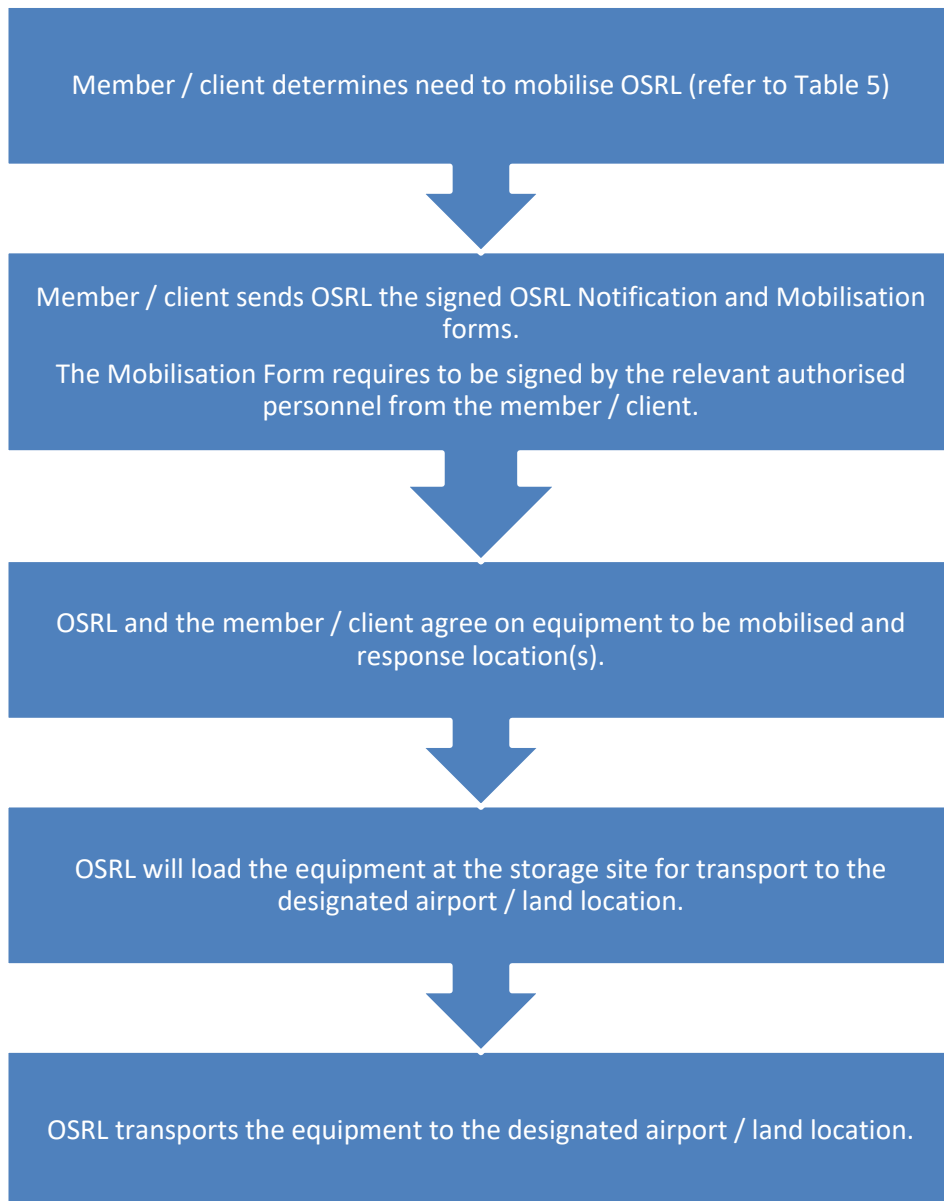 Member / client determines need to mobilise OSRL (refer to Table 5)
Member / client sends OSRL the signed OSRL Notification and Mobilisation
forms.
The Mobilisation Form requires to be signed by the relevant authorised
personnel from the member / client.
OSRL and the member / client agree on equipment to be mobilised and
response location(s).
OSRL will load the equipment at the storage site for transport to the
designated airport / land location.
OSRL transports the equipment to the designated airport / land location.